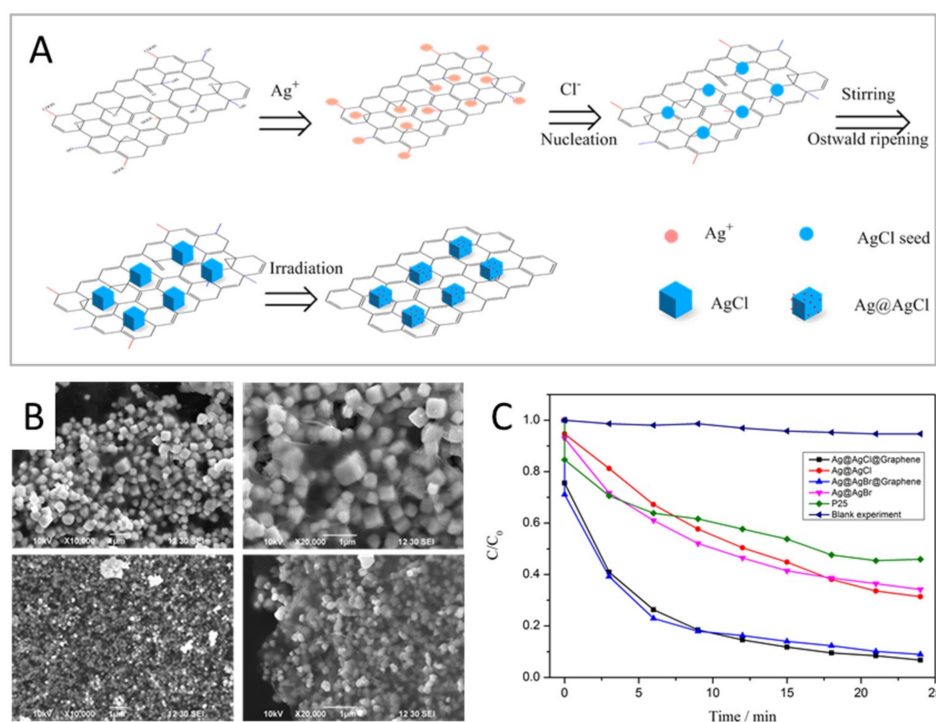 A
Ag+
Cl-
Nucleation
Stirring
Ostwald ripening
Irradiation
Ag+
AgCl seed
AgCl
Ag@AgCl
B
10kV X10,000 1μm 12 30 SEI
10kV X20,000 1μm 12 30 SEI
10kV X10,000 1μm 12 30 SEI
10kV X20,000 1μm 12 30 SEI
C
C/C0
1.0
0.8
0.6
0.4
0.2
0.0
Ag@AgCl@Graphene
Ag@AgCl
Ag@AgBr@Graphene
Ag@AgBr
P25
Blank experiment
0 5 10 15 20 25
Time / min